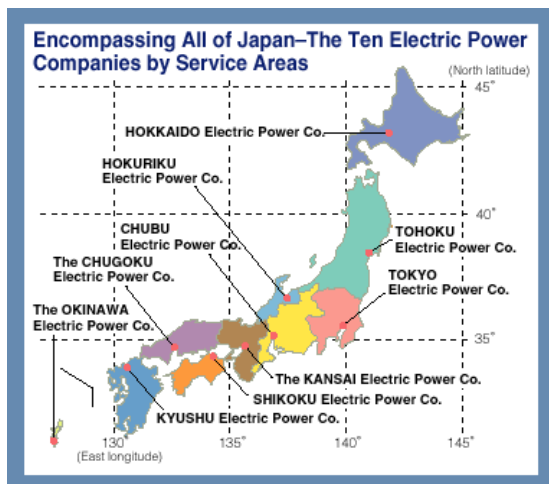 Encompassing All of Japan–The Ten Electric Power
Companies by Service Areas
(North latitude)
45°
HOKKAIDO Electric Power Co.
HOKURIKU
Electric Power Co.
40°
CHUBU
Electric Power Co.
TOHOKU
Electric Power Co.
The CHUGOKU
Electric Power Co.
TOKYO
Electric Power Co.
The OKINAWA
Electric Power Co.
35°
The KANSAI Electric Power Co.
SHIKOKU Electric Power Co.
KYUSHU Electric Power Co.
130°
135°
140°
145°
(East longitude)